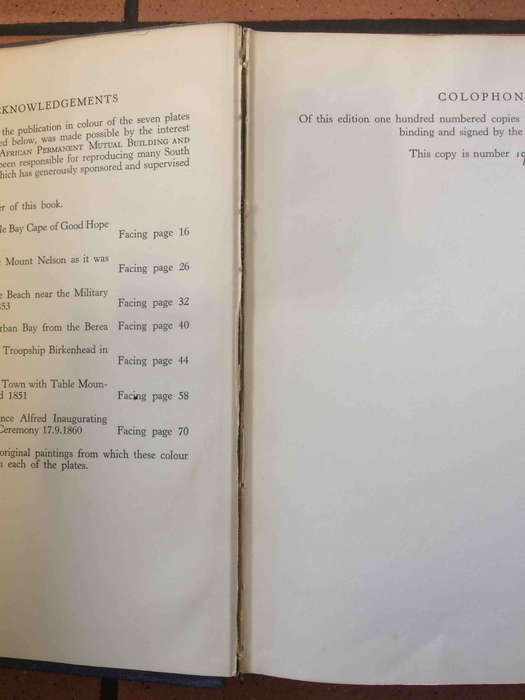 KNOWLEDGEMENTS
the publication in colour of the seven plates
ed below, was made possible by the interest
AFRICAN PERMANENT MUTUAL BUILDING AND
been responsible for reproducing many South
hich has generously sponsored and supervised
er of this book.
le Bay Cape of Good Hope
Facing page 16
Mount Nelson as it was
Facing page 26
e Beach near the Military
853
Facing page 32
rban Bay from the Berea Facing page 40
Troopship Birkenhead in
Facing page 44
Town with Table Moun-
d 1851
Facing page 58
nce Alfred Inaugurating
Ceremony 17.9.1860
Facing page 70
original paintings from which these colour
n each of the plates.
COLOPHON
Of this edition one hundred numbered copies
binding and signed by the
This copy is number